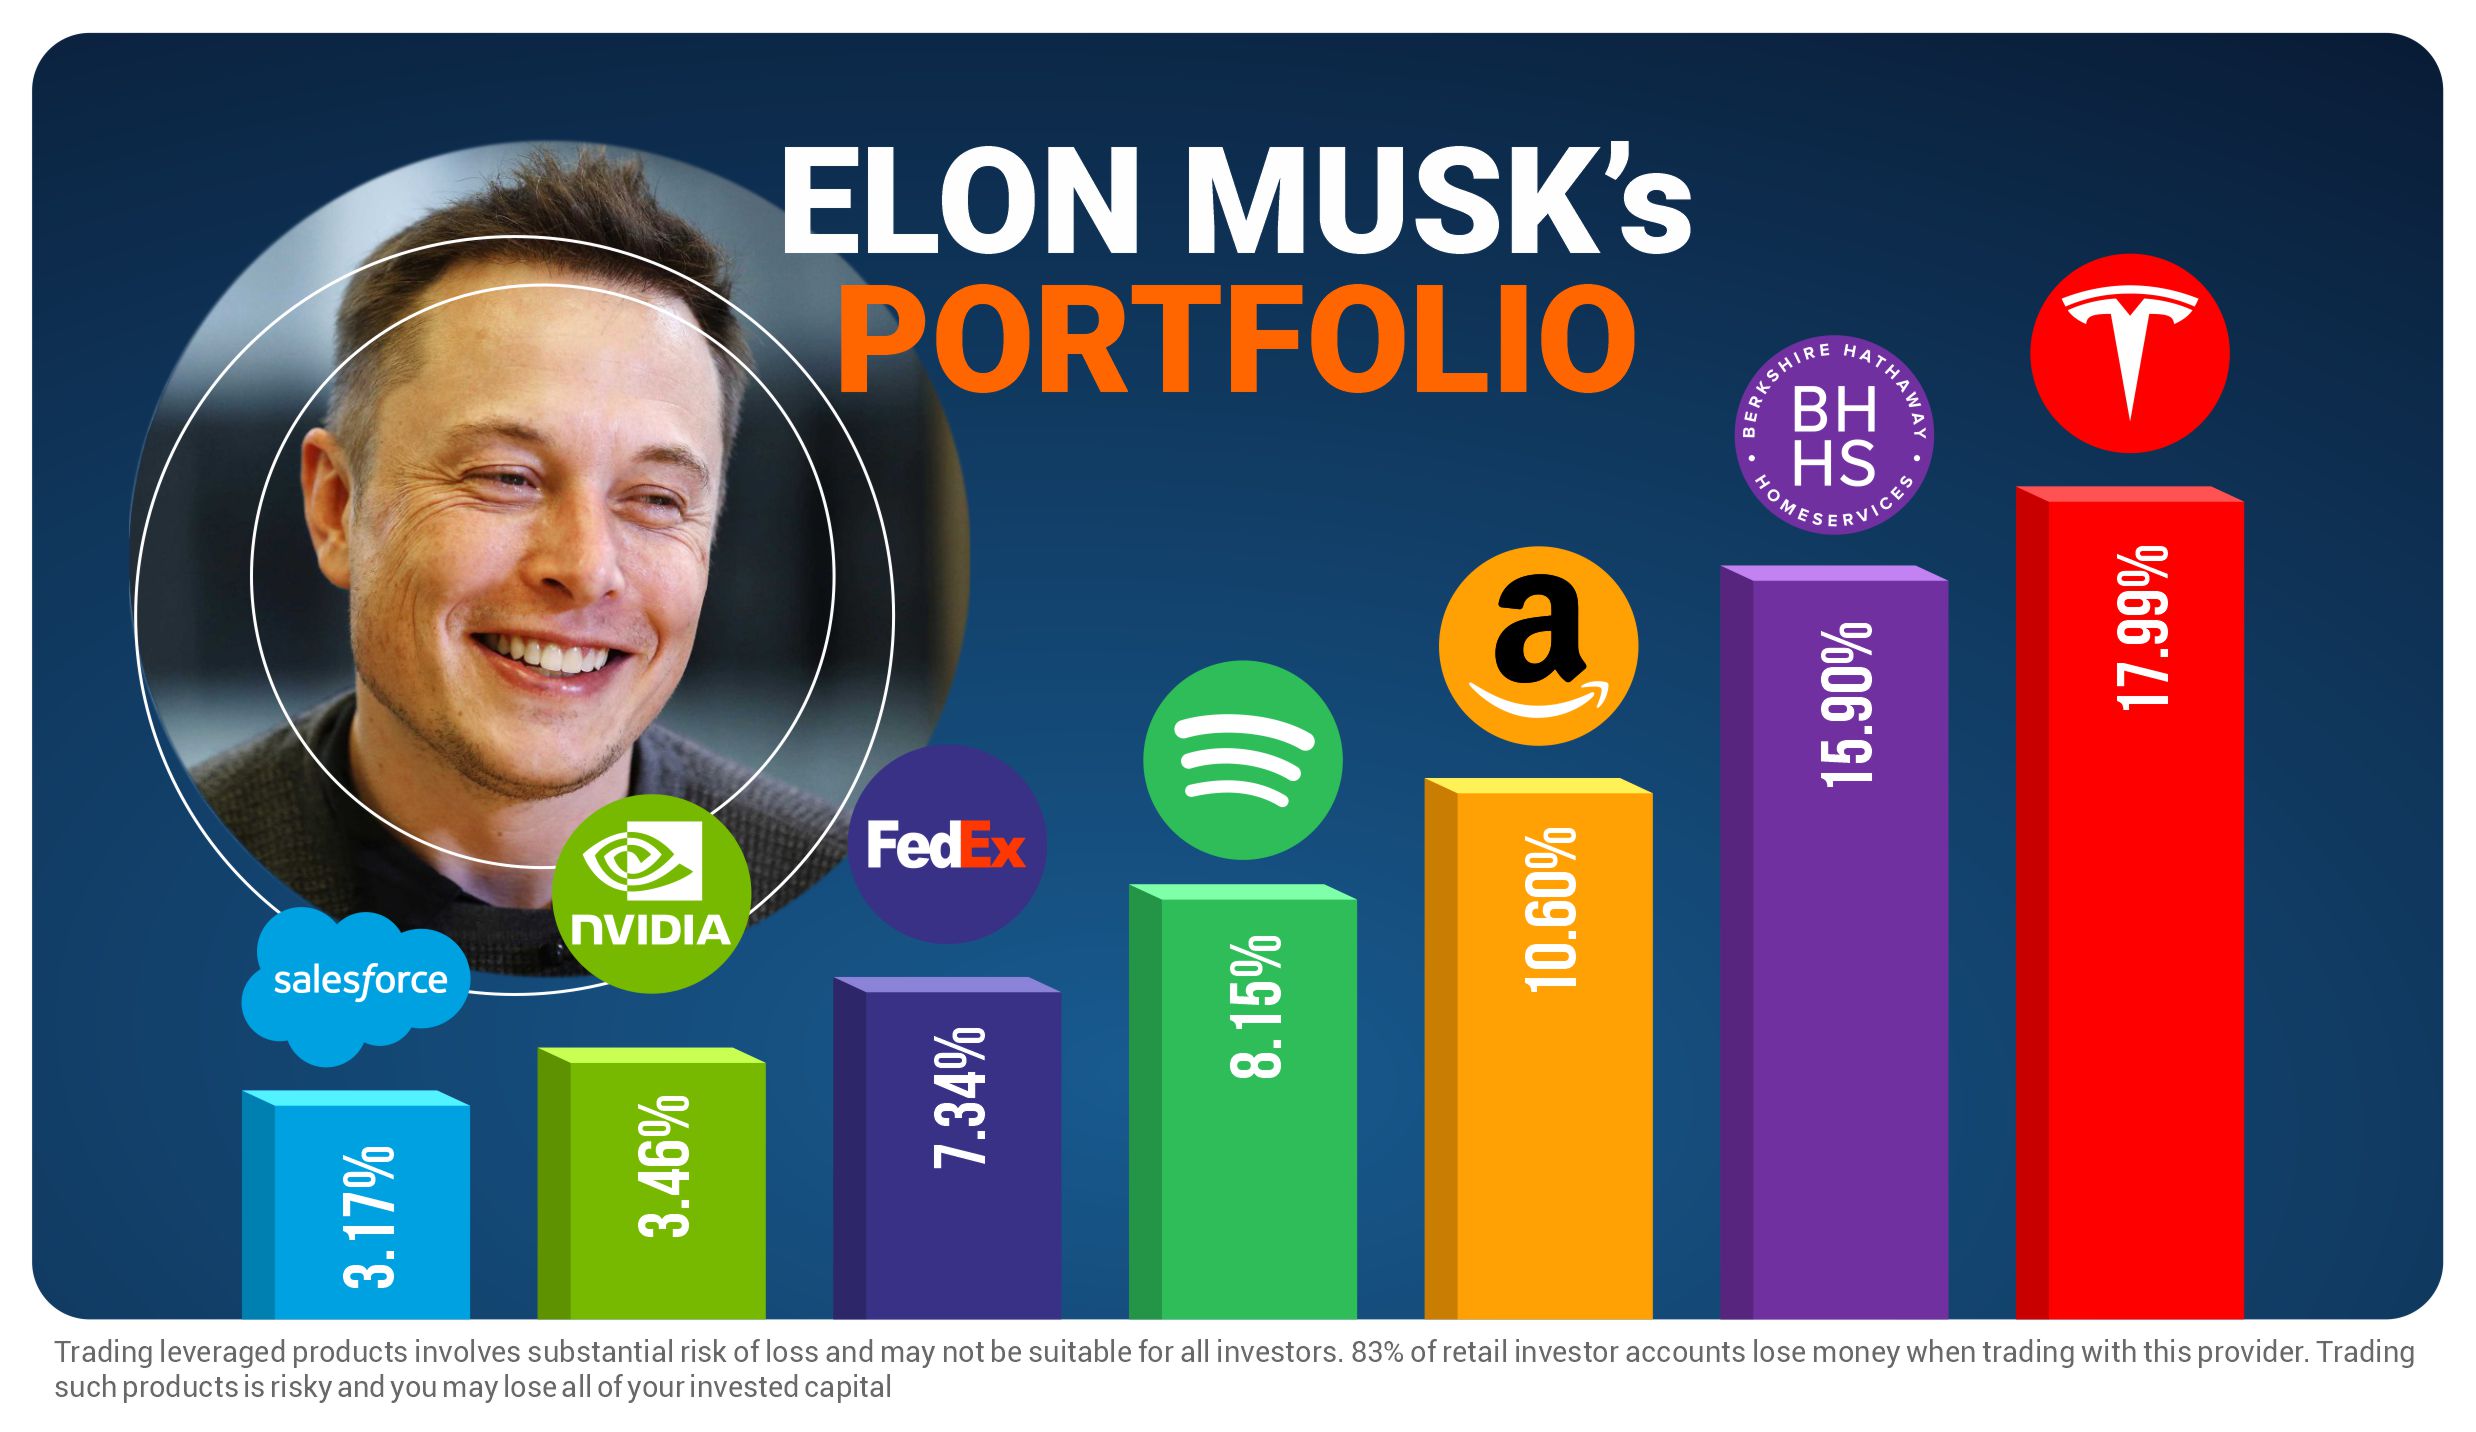 ELON MUSK's
PORTFOLIO
salesforce
nVIDIA
FedEx
a
BERKSHIRE HATHAWAY
BH
HS
• HOMESERVICES •
3.17%
3.46%
7.34%
8.15%
10.60%
15.90%
17.99%
Trading leveraged products involves substantial risk of loss and may not be suitable for all investors. 83% of retail investor accounts lose money when trading with this provider. Trading
such products is risky and you may lose all of your invested capital